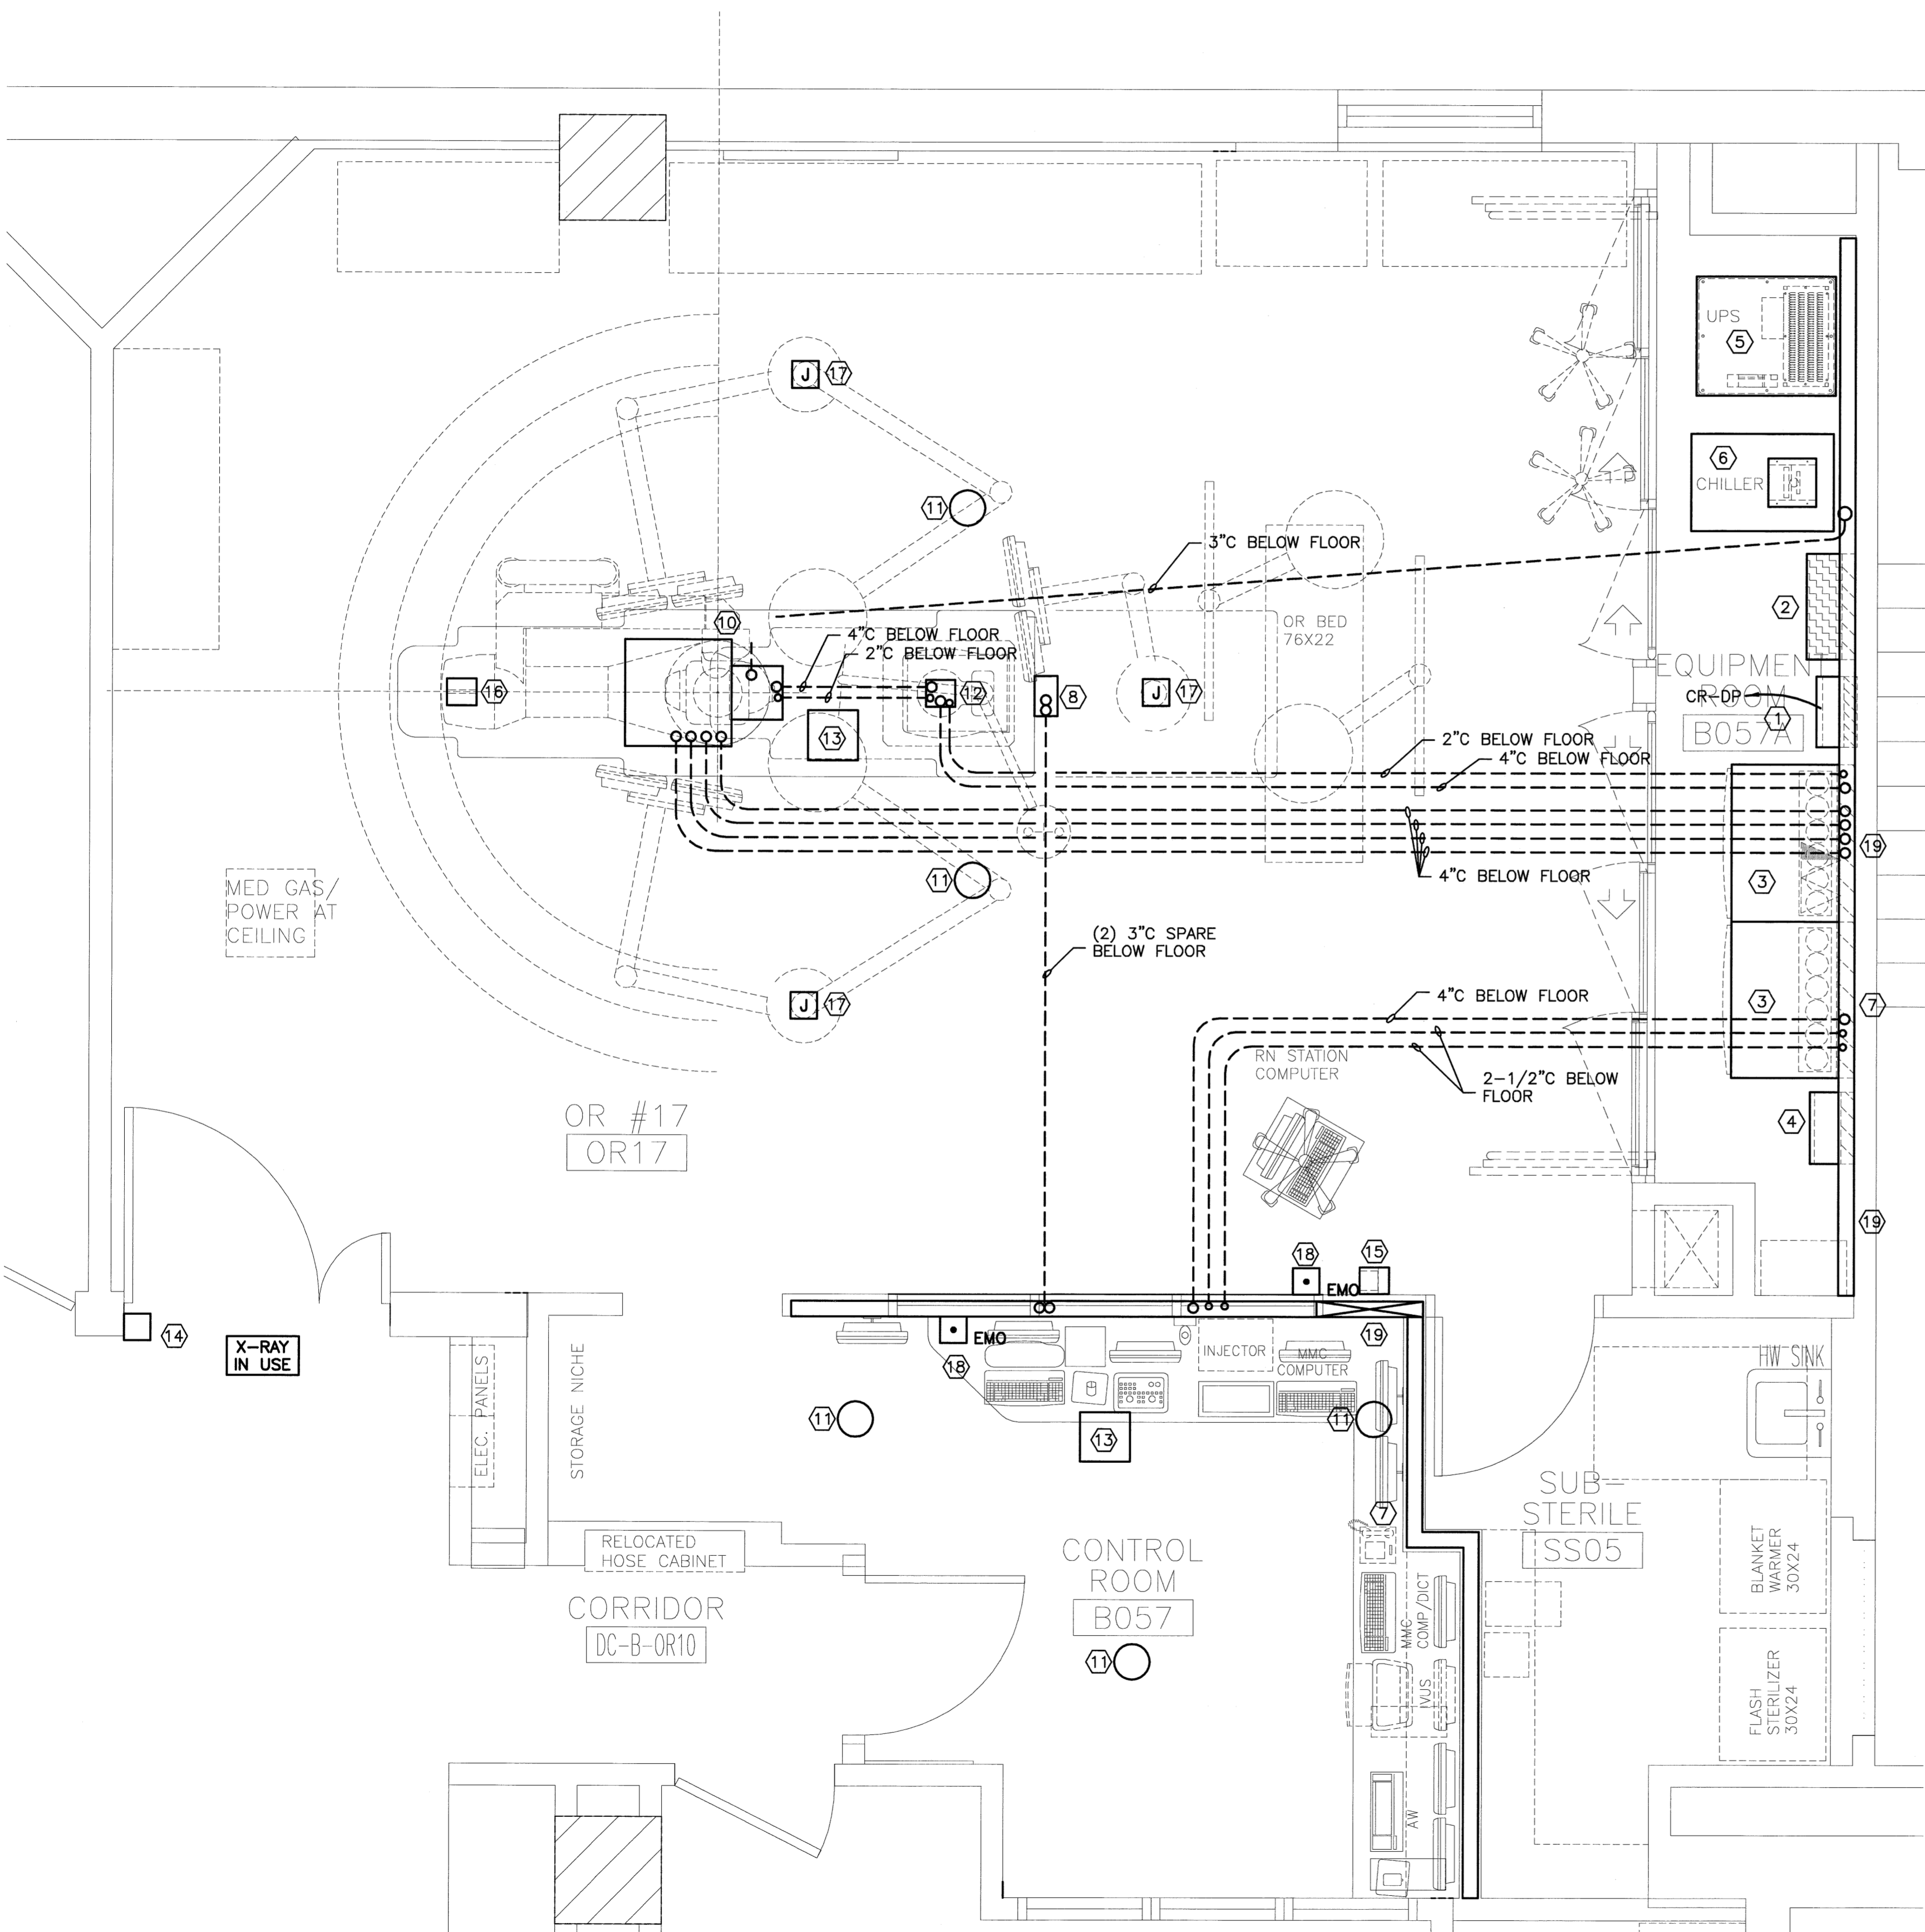 UPS
5
6
CHILLER
J 17
11
3"C BELOW FLOOR
2
10
4"C BELOW FLOOR
2"C BELOW FLOOR
OR BED
76X22
16
12
8
J 17
EQUIPMENT
ROOM
B057A
CR-DP
1
13
2"C BELOW FLOOR
4"C BELOW FLOOR
19
11
4"C BELOW FLOOR
3
MED GAS/
POWER AT
CEILING
(2) 3"C SPARE
BELOW FLOOR
J 17
4"C BELOW FLOOR
3
7
RN STATION
COMPUTER
2-1/2"C BELOW
FLOOR
OR #17
OR17
4
19
18
15
EMO
14
X-RAY
IN USE
EMO
18
19
INJECTOR
MMC
COMPUTER
HW SINK
ELEC. PANELS
STORAGE NICHE
11
11
13
SUB-
STERILE
SS05
7
RELOCATED
HOSE CABINET
CONTROL
ROOM
B057
BLANKET
WARMER
30X24
CORRIDOR
DC-B-OR10
MMC
COMP/DICT
11
IVUS
FLASH
STERILIZER
30X24
AW